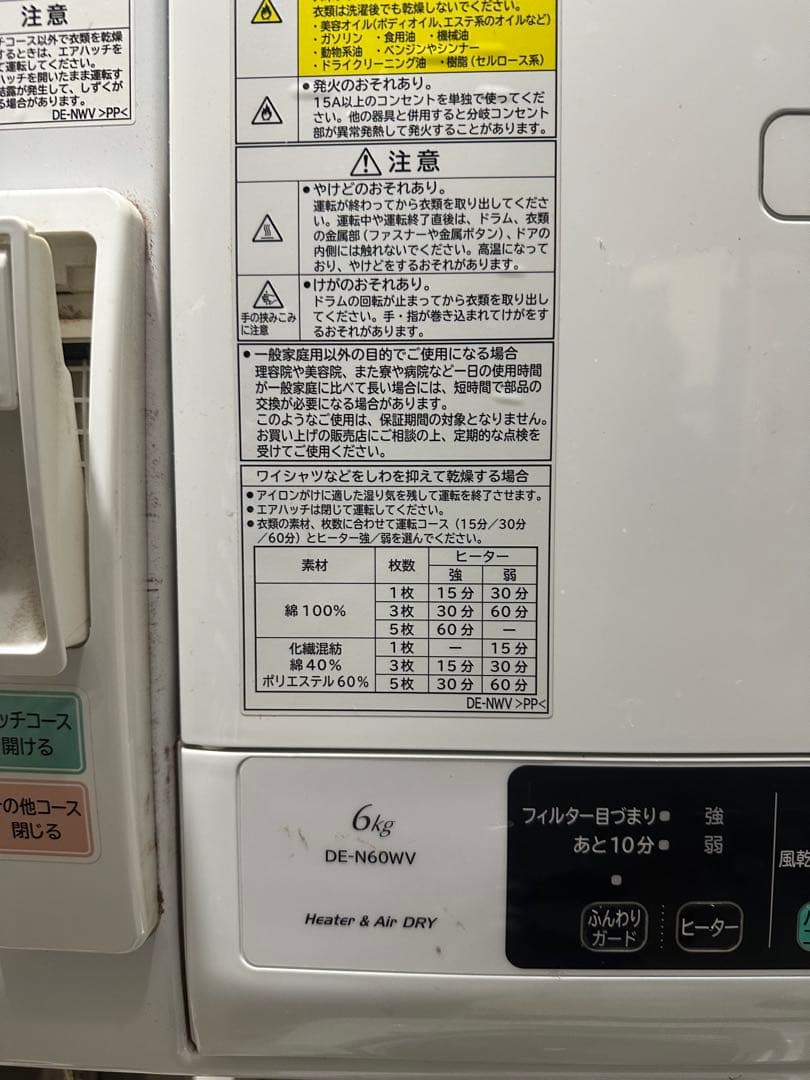 注意
チコース以外で衣類を乾燥
するときは、エアハッチを
て運転してください。
ハッチを開いたまま運転す
結露が発生して、しずくが
る場合があります。
DE-NWV >PP<
衣類は洗濯後でも乾燥しないでください。
・美容オイル(ボディオイル、エステ系のオイルなど)
・ガソリン ・食用油 ・機械油
・動物系油 ・ベンジンやシンナー
・ドライクリーニング油 ・樹脂(セルロース系)
●発火のおそれあり。
15A以上のコンセントを単独で使ってくだ
さい。他の器具と併用すると分岐コンセント
部が異常発熱して発火することがあります。
注意
●やけどのおそれあり。
運転が終わってから衣類を取り出してくださ
い。運転中や運転終了直後は、ドラム、衣類
の金属部(ファスナーや金属ボタン)、ドアの
内側には触れないでください。高温になって
おり、やけどをするおそれがあります。
手の挟みこみ
に注意
●けがのおそれあり。
ドラムの回転が止まってから衣類を取り出し
てください。手・指が巻き込まれてけがをす
るおそれがあります。
●一般家庭用以外の目的でご使用になる場合
理容院や美容院、また寮や病院など一日の使用時間
が一般家庭に比べて長い場合には、短時間で部品の
交換が必要になる場合があります。
このようなご使用は、保証期間の対象となりません。
お買い上げの販売店にご相談の上、定期的な点検を
受けてご使用ください。
ワイシャツなどをしわを抑えて乾燥する場合
●アイロンがけに適した湿り気を残して運転を終了させます。
●エアハッチは閉じて運転してください。
●衣類の素材、枚数に合わせて運転コース(15分/30分
/60分)とヒーター強/弱を選んでください。
素材 枚数 ヒーター
強 弱
綿100% 1枚 15分 30分
3枚 30分 60分
5枚 60分 ー
化繊混紡
綿40%
ポリエステル60%
1枚 ー 15分
3枚 15分 30分
5枚 30分 60分
DE-NWV >PP<
ッチコース
開ける
の他コース
閉じる
6kg
DE-N60WV
Heater & Air DRY
フィルター目づまり 強
あと10分 弱
ふんわり
ガード
ヒーター
風乾